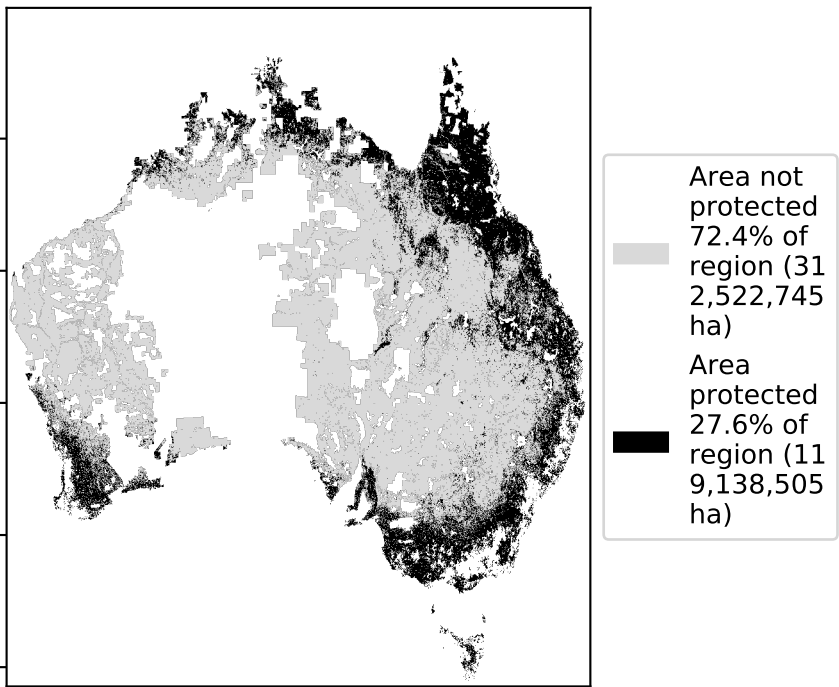 Area not
protected
72.4% of
region (31
2,522,745
ha)
Area
protected
27.6% of
region (11
9,138,505
ha)